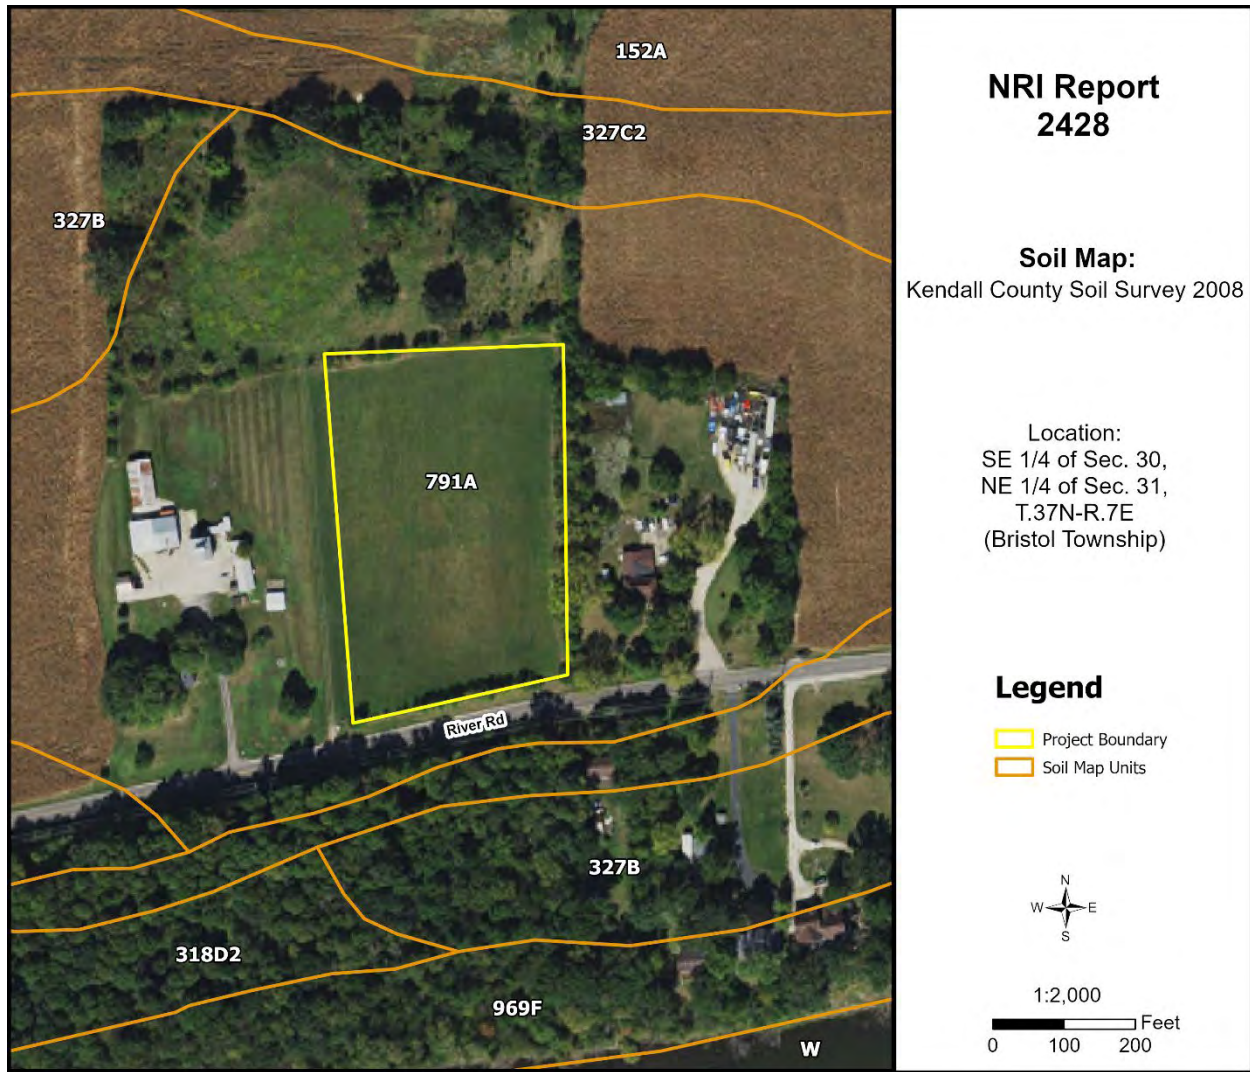 152A
327C2
327B
791A
River Rd
327B
318D2
969F
W
NRI Report
2428
Soil Map:
Kendall County Soil Survey 2008
Location:
SE 1/4 of Sec. 30,
NE 1/4 of Sec. 31,
T.37N-R.7E
(Bristol Township)
Legend
Project Boundary
Soil Map Units
N
W E
S
1:2,000
Feet
0 100 200